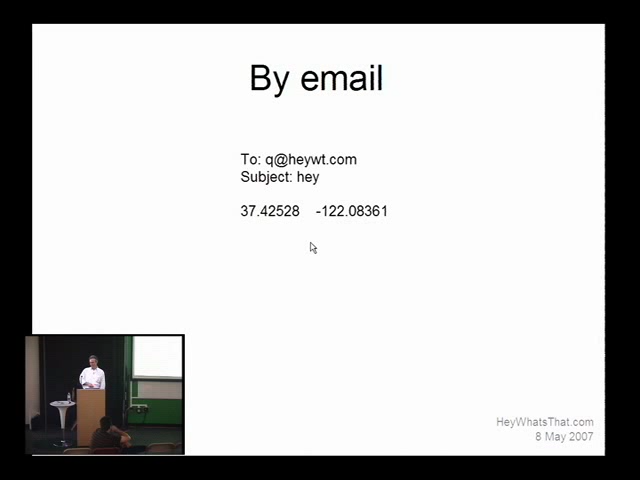 By email
To: q@heywt.com
Subject: hey
37.42528 -122.08361
HeyWhatsThat.com
8 May 2007